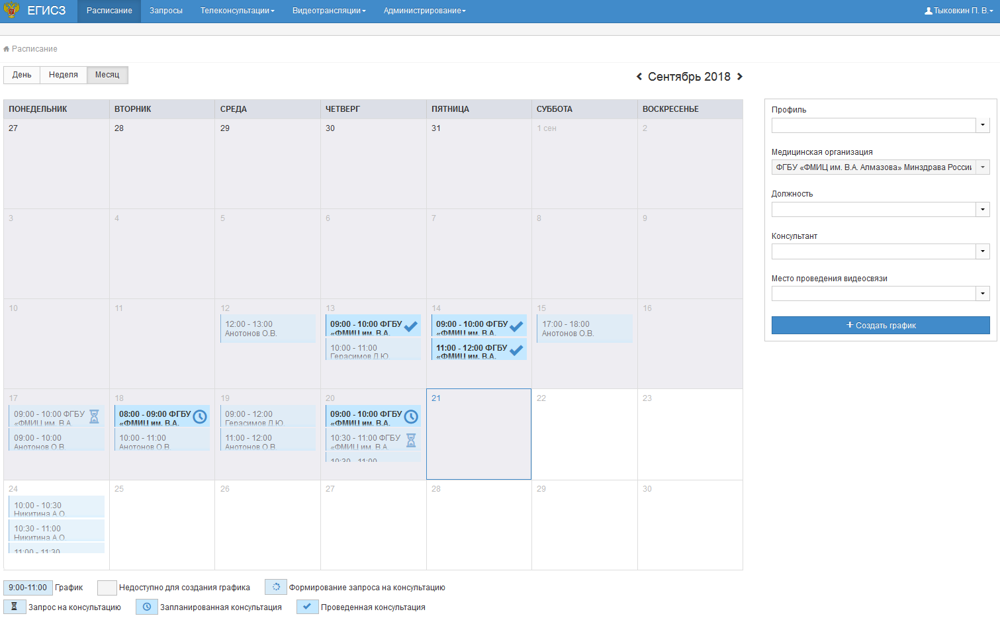 ЕГИСЗ Расписание Запросы Телеконсультации Видеотрансляции Администрирование Тыковкин П. В.
Расписание
День Неделя Месяц
Сентябрь 2018
ПОНЕДЕЛЬНИК ВТОРНИК СРЕДА ЧЕТВЕРГ ПЯТНИЦА СУББОТА ВОСКРЕСЕНЬЕ
27 28 29 30 31 1 сен 2
3 4 5 6 7 8 9
10 11 12 13 14 15 16
12:00 - 13:00
Анотонов О.В.
09:00 - 10:00 ФГБУ
«ФМИЦ им. В.А.
10:00 - 11:00
Герасимов Д.Ю.
09:00 - 10:00 ФГБУ
«ФМИЦ им. В.А.
11:00 - 12:00 ФГБУ
«ФМИЦ им. В.А.
17:00 - 18:00
Анотонов О.В.
17 18 19 20 21 22 23
09:00 - 10:00 ФГБУ
«ФМИЦ им. В.А.
09:00 - 10:00
Анотонов О.В.
08:00 - 09:00 ФГБУ
«ФМИЦ им. В.А.
10:00 - 11:00
Анотонов О.В.
09:00 - 12:00
Герасимов Д.Ю.
11:00 - 12:00
Анотонов О.В.
09:00 - 10:00 ФГБУ
«ФМИЦ им. В.А.
10:30 - 11:00 ФГБУ
«ФМИЦ им. В.А.
10:30 - 11:00
24 25 26 27 28 29 30
10:00 - 10:30
Никитина А.О.
10:30 - 11:00
Никитина А.О.
11:00 - 11:30
Профиль
Медицинская организация
ФГБУ «ФМИЦ им. В.А. Алмазова» Минздрава России
Должность
Консультант
Место проведения видеосвязи
Создать график
9:00-11:00 График Недоступно для создания графика Формирование запроса на консультацию
Запрос на консультацию Запланированная консультация Проведенная консультация